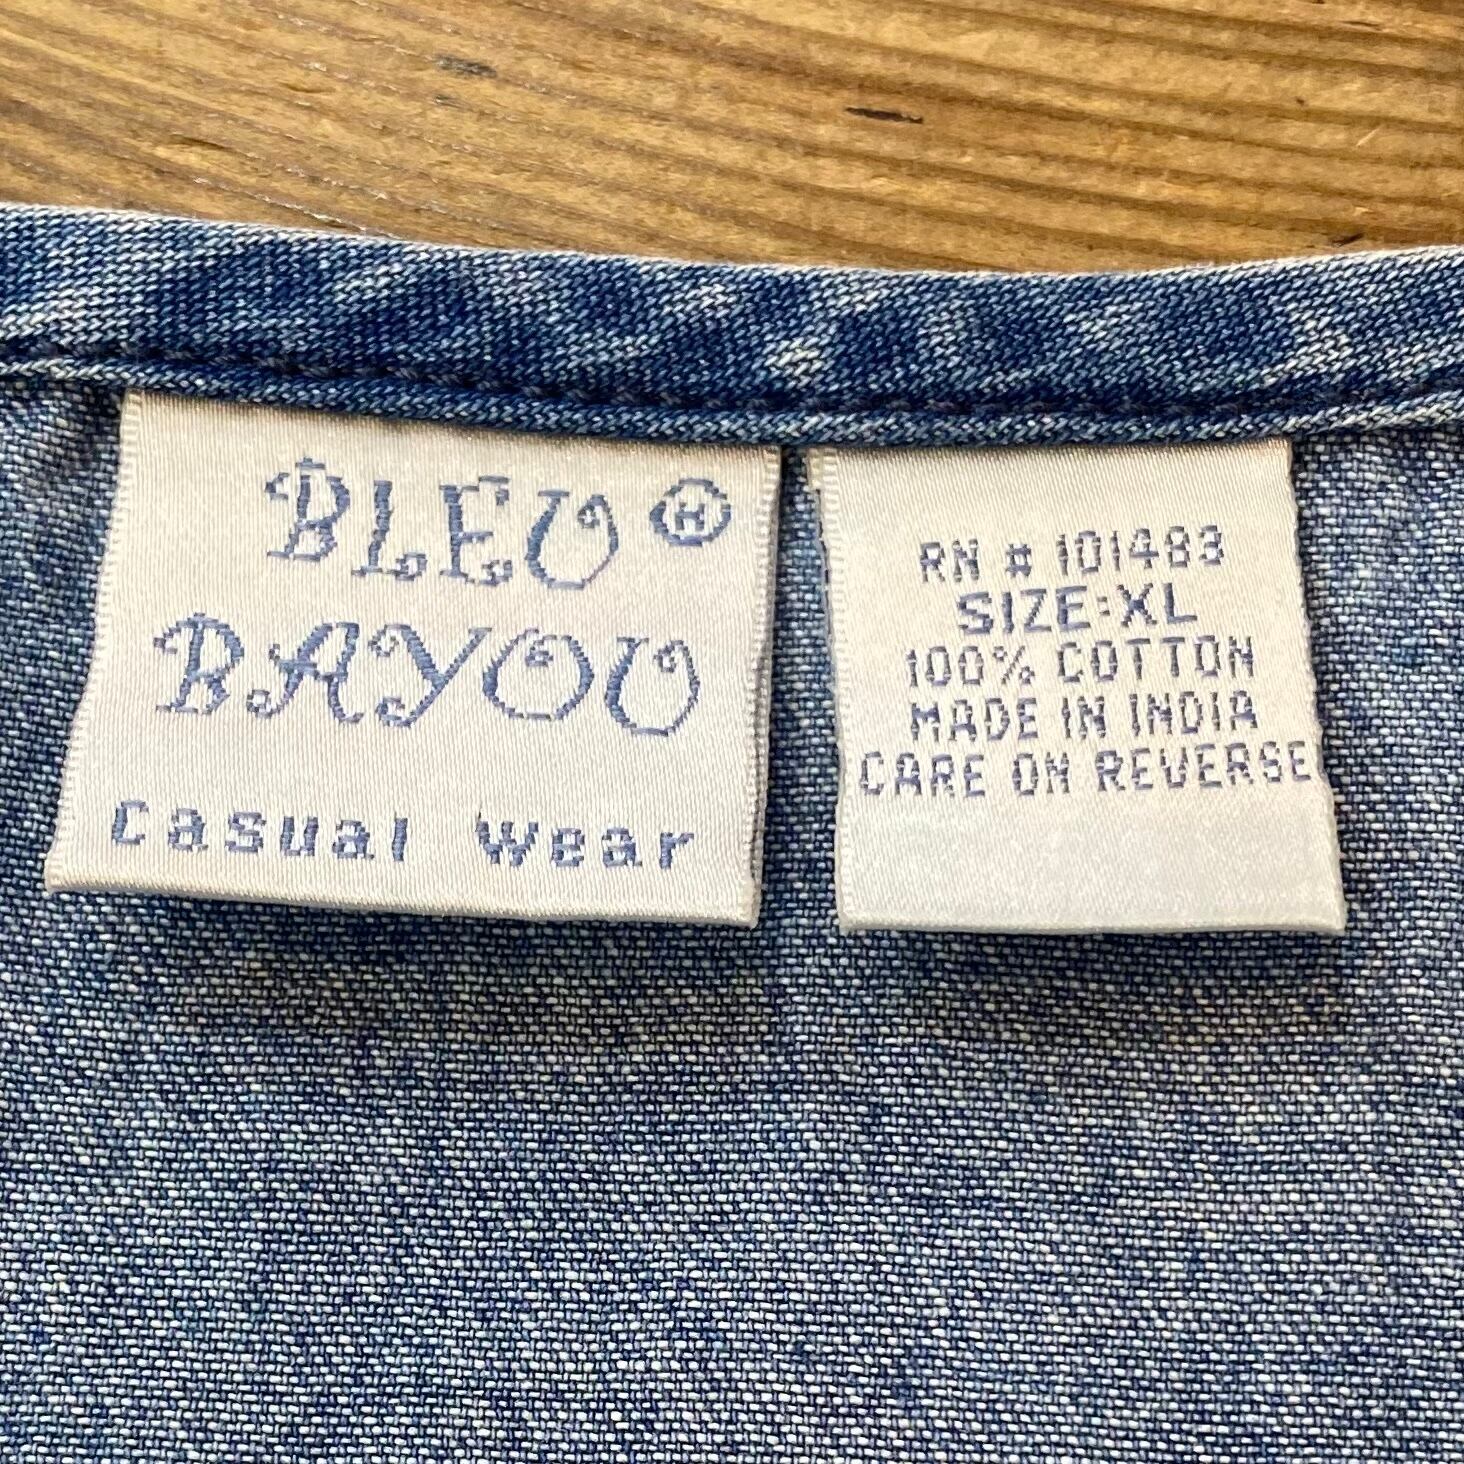 BLEU ®
BAYOU
casual wear
RN # 101483
SIZE:XL
100% COTTON
MADE IN INDIA
CARE ON REVERSE